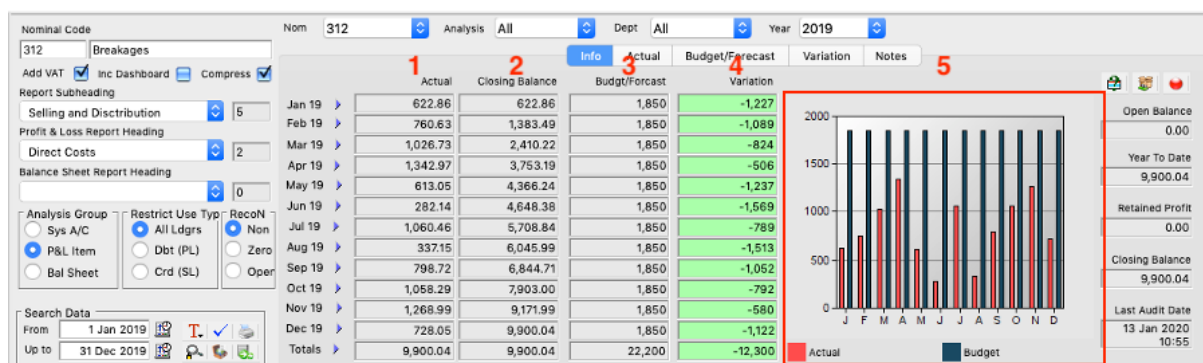 Nominal Code
312 Breakages
Add VAT Inc Dashboard Compress
Report Subheading
Selling and Disctribution 5
Profit & Loss Report Heading
Direct Costs 2
Balance Sheet Report Heading
0
Analysis Group Restrict Use Typ RecoN
Sys A/C All Ldgrs Non
P&L Item Dbt (PL) Zero
Bal Sheet Crd (SL) Oper
Search Data
From 1 Jan 2019
Up to 31 Dec 2019
Nom 312 Analysis All Dept All Year 2019
Info Actual Budget/Forecast Variation Notes
1 2 3 4 5
Actual Closing Balance Budgt/Forcast Variation
Jan 19 622.86 622.86 1,850 -1,227
Feb 19 760.63 1,383.49 1,850 -1,089
Mar 19 1,026.73 2,410.22 1,850 -824
Apr 19 1,342.97 3,753.19 1,850 -506
May 19 613.05 4,366.24 1,850 -1,237
Jun 19 282.14 4,648.38 1,850 -1,569
Jul 19 1,060.46 5,708.84 1,850 -789
Aug 19 337.15 6,045.99 1,850 -1,513
Sep 19 798.72 6,844.71 1,850 -1,052
Oct 19 1,058.29 7,903.00 1,850 -792
Nov 19 1,268.99 9,171.99 1,850 -580
Dec 19 728.05 9,900.04 1,850 -1,122
Totals 9,900.04 9,900.04 22,200 -12,300
2000
1500
1000
500
0
J F M A M J J A S O N D
Actual Budget
Open Balance
0.00
Year To Date
9,900.04
Retained Profit
0.00
Closing Balance
9,900.04
Last Audit Date
13 Jan 2020
10:55